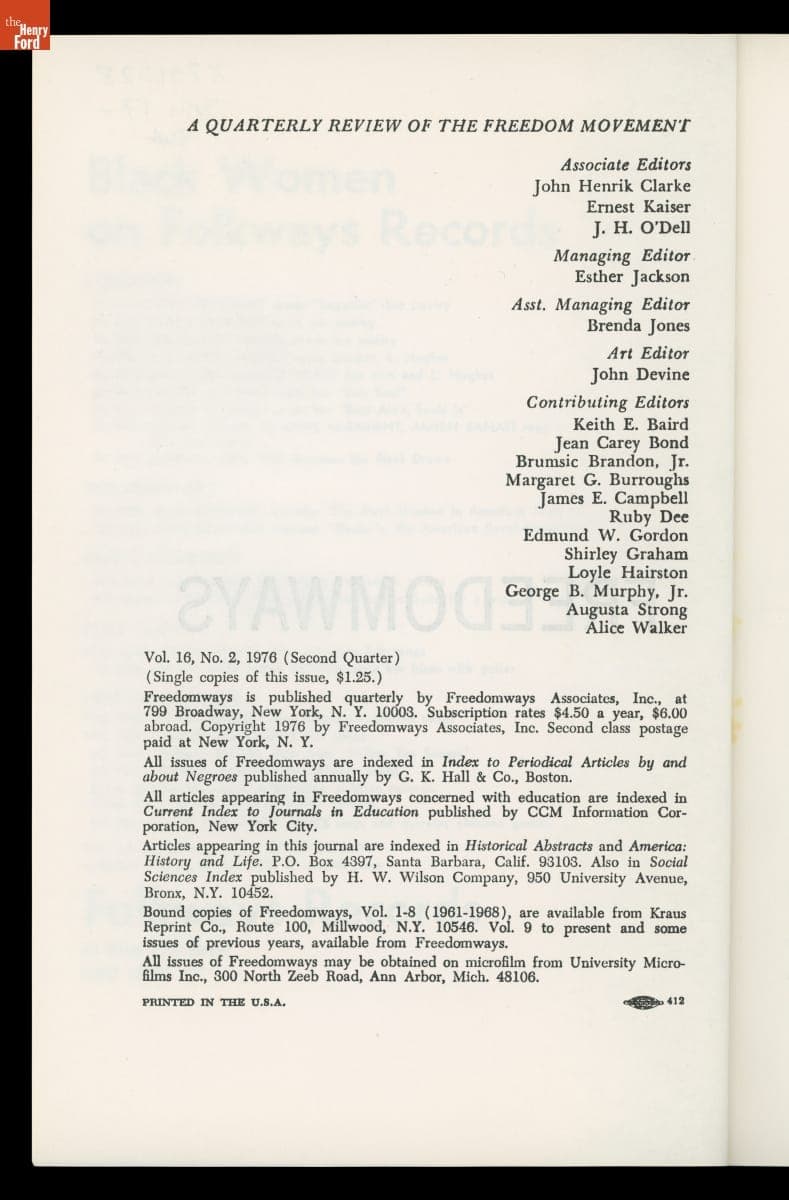 the
Henry
Ford
A QUARTERLY REVIEW OF THE FREEDOM MOVEMENT
Associate Editors
John Henrik Clarke
Ernest Kaiser
J. H. O'Dell
Managing Editor
Esther Jackson
Asst. Managing Editor
Brenda Jones
Art Editor
John Devine
Contributing Editors
Keith E. Baird
Jean Carey Bond
Brumsic Brandon, Jr.
Margaret G. Burroughs
James E. Campbell
Ruby Dee
Edmund W. Gordon
Shirley Graham
Loyle Hairston
George B. Murphy, Jr.
Augusta Strong
Alice Walker
Black Women
on Folkways Records
FREEDOMWAYS
Vol. 16, No. 2, 1976 (Second Quarter)
(Single copies of this issue, $1.25.)
Freedomways is published quarterly by Freedomways Associates, Inc., at
799 Broadway, New York, N. Y. 10003. Subscription rates $4.50 a year, $6.00
abroad. Copyright 1976 by Freedomways Associates, Inc. Second class postage
paid at New York, N. Y.
All issues of Freedomways are indexed in Index to Periodical Articles by and
about Negroes published annually by G. K. Hall & Co., Boston.
All articles appearing in Freedomways concerned with education are indexed in
Current Index to Journals in Education published by CCM Information Cor-
poration, New York City.
Articles appearing in this journal are indexed in Historical Abstracts and America:
History and Life. P.O. Box 4397, Santa Barbara, Calif. 93103. Also in Social
Sciences Index published by H. W. Wilson Company, 950 University Avenue,
Bronx, N.Y. 10452.
Bound copies of Freedomways, Vol. 1-8 (1961-1968), are available from Kraus
Reprint Co., Route 100, Millwood, N.Y. 10546. Vol. 9 to present and some
issues of previous years, available from Freedomways.
All issues of Freedomways may be obtained on microfilm from University Micro-
films Inc., 300 North Zeeb Road, Ann Arbor, Mich. 48106.
PRINTED IN THE U.S.A.
412